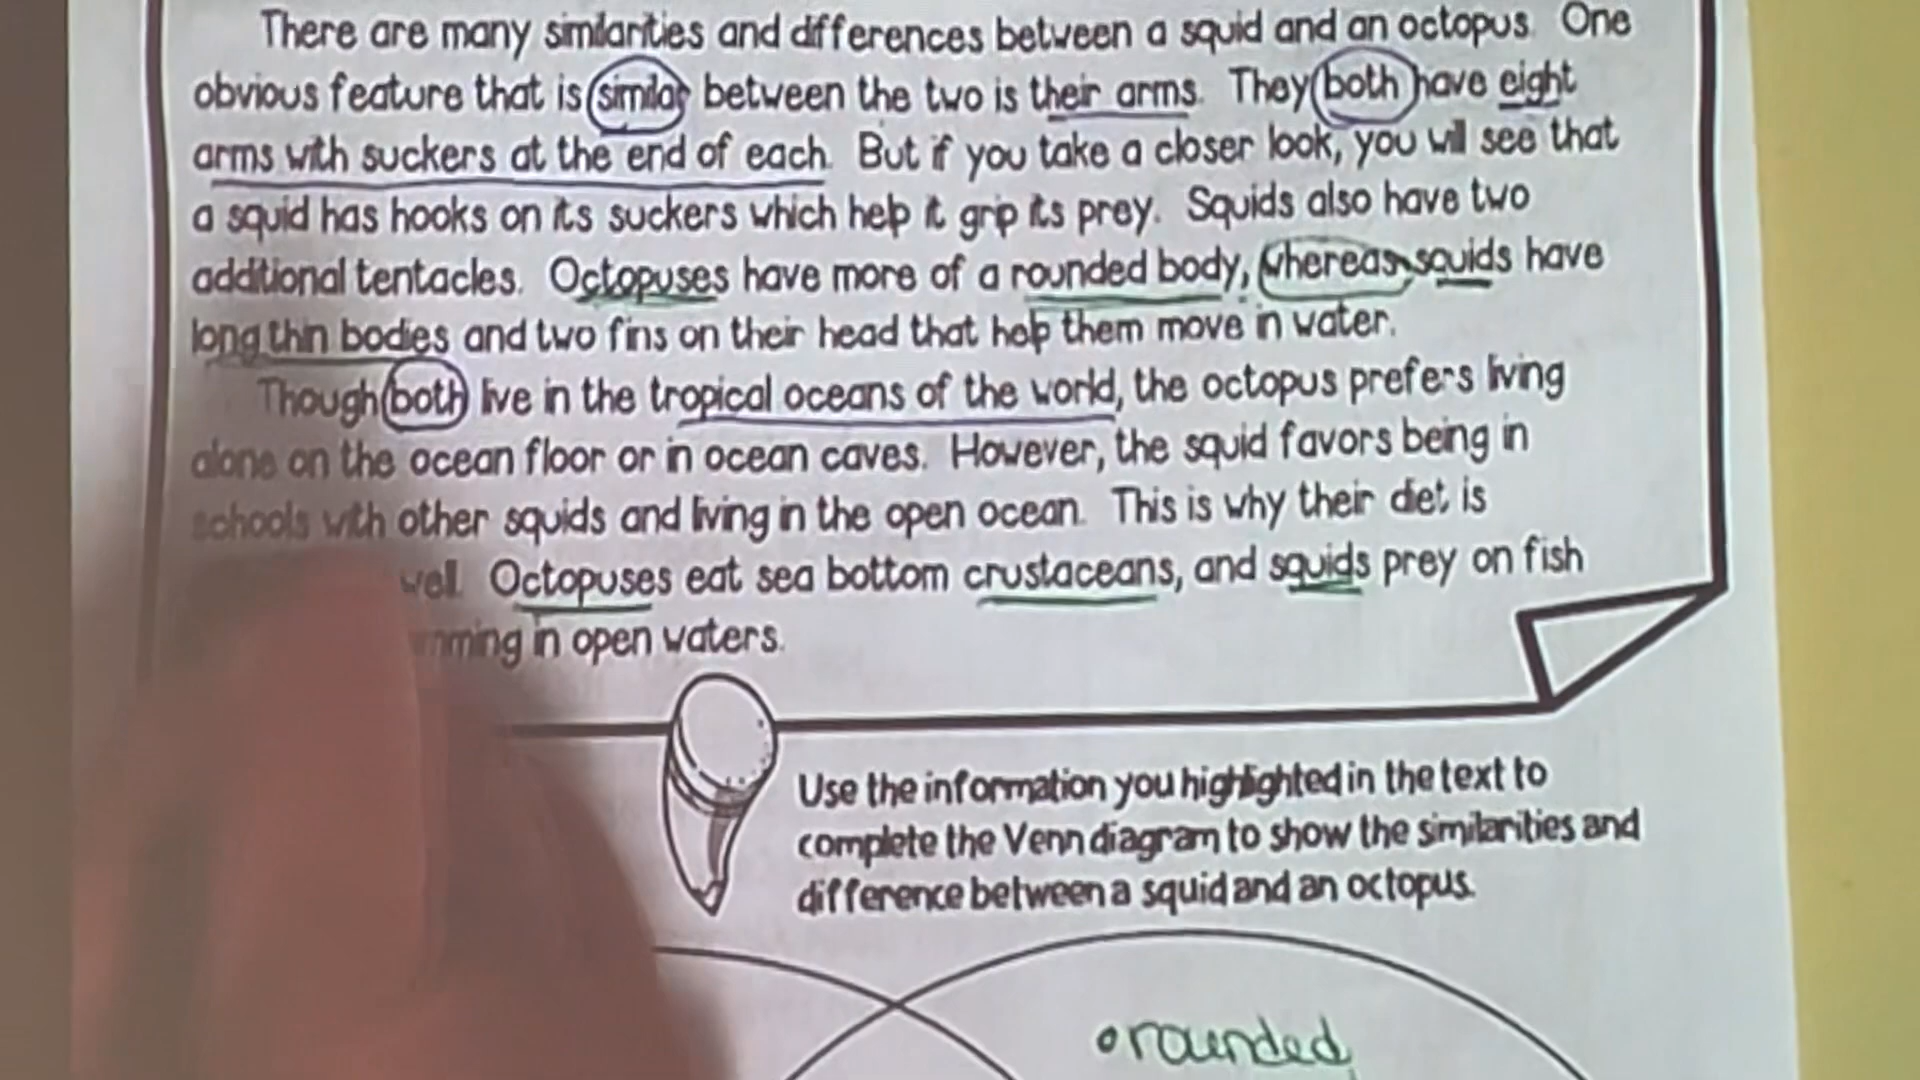 There are many similarities and differences between a squid and an octopus. One
obvious feature that is similar between the two is their arms. They both have eight
arms with suckers at the end of each. But if you take a closer look, you will see that
a squid has hooks on its suckers which help it grip its prey. Squids also have two
additional tentacles. Octopuses have more of a rounded body, whereas squids have
long thin bodies and two fins on their head that help them move in water.
Though both live in the tropical oceans of the world, the octopus prefers living
alone on the ocean floor or in ocean caves. However, the squid favors being in
schools with other squids and living in the open ocean. This is why their diet is
well. Octopuses eat sea bottom crustaceans, and squids prey on fish
in open waters.
Use the information you highlighted in the text to
complete the Venn diagram to show the similarities and
difference between a squid and an octopus.
rounded